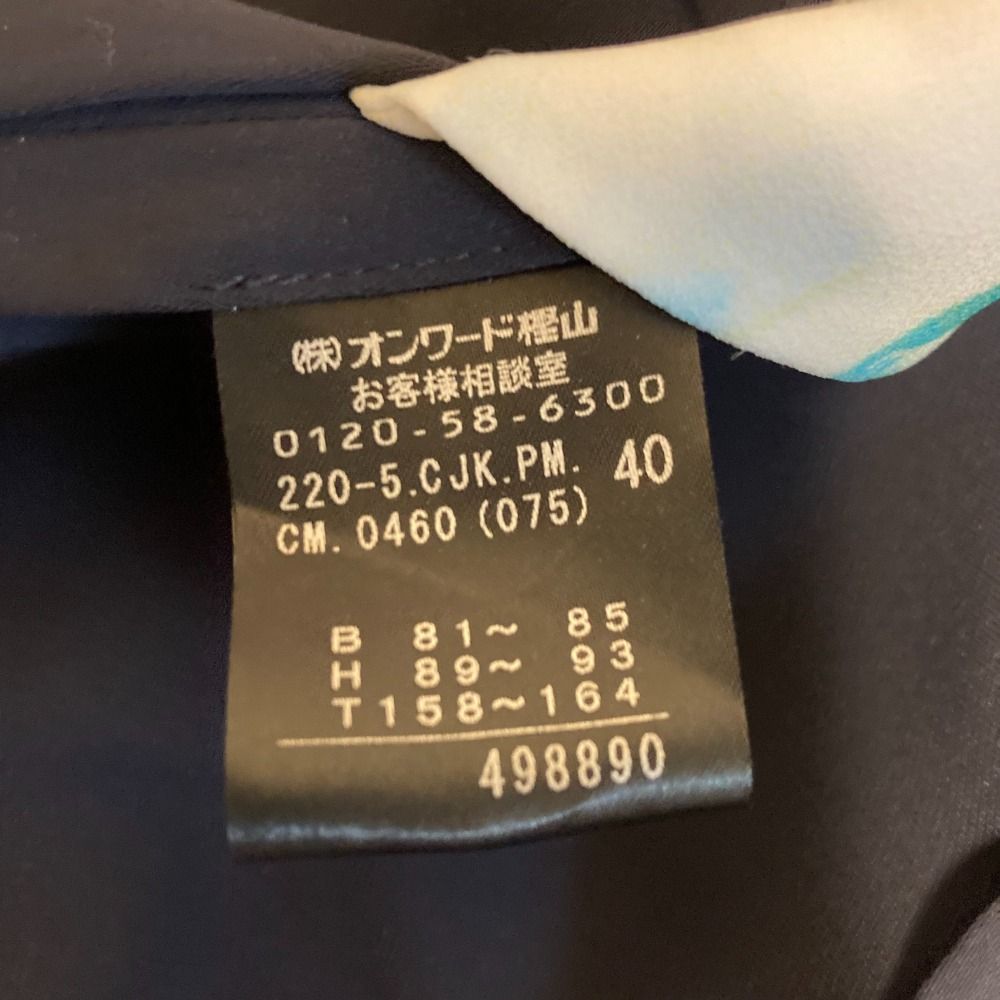 (株)オンワード樫山
お客様相談室
0120-58-6300
220-5.CJK.PM. 40
CM.0460(075)
B 81~ 85
H 89~ 93
T158~164
498890